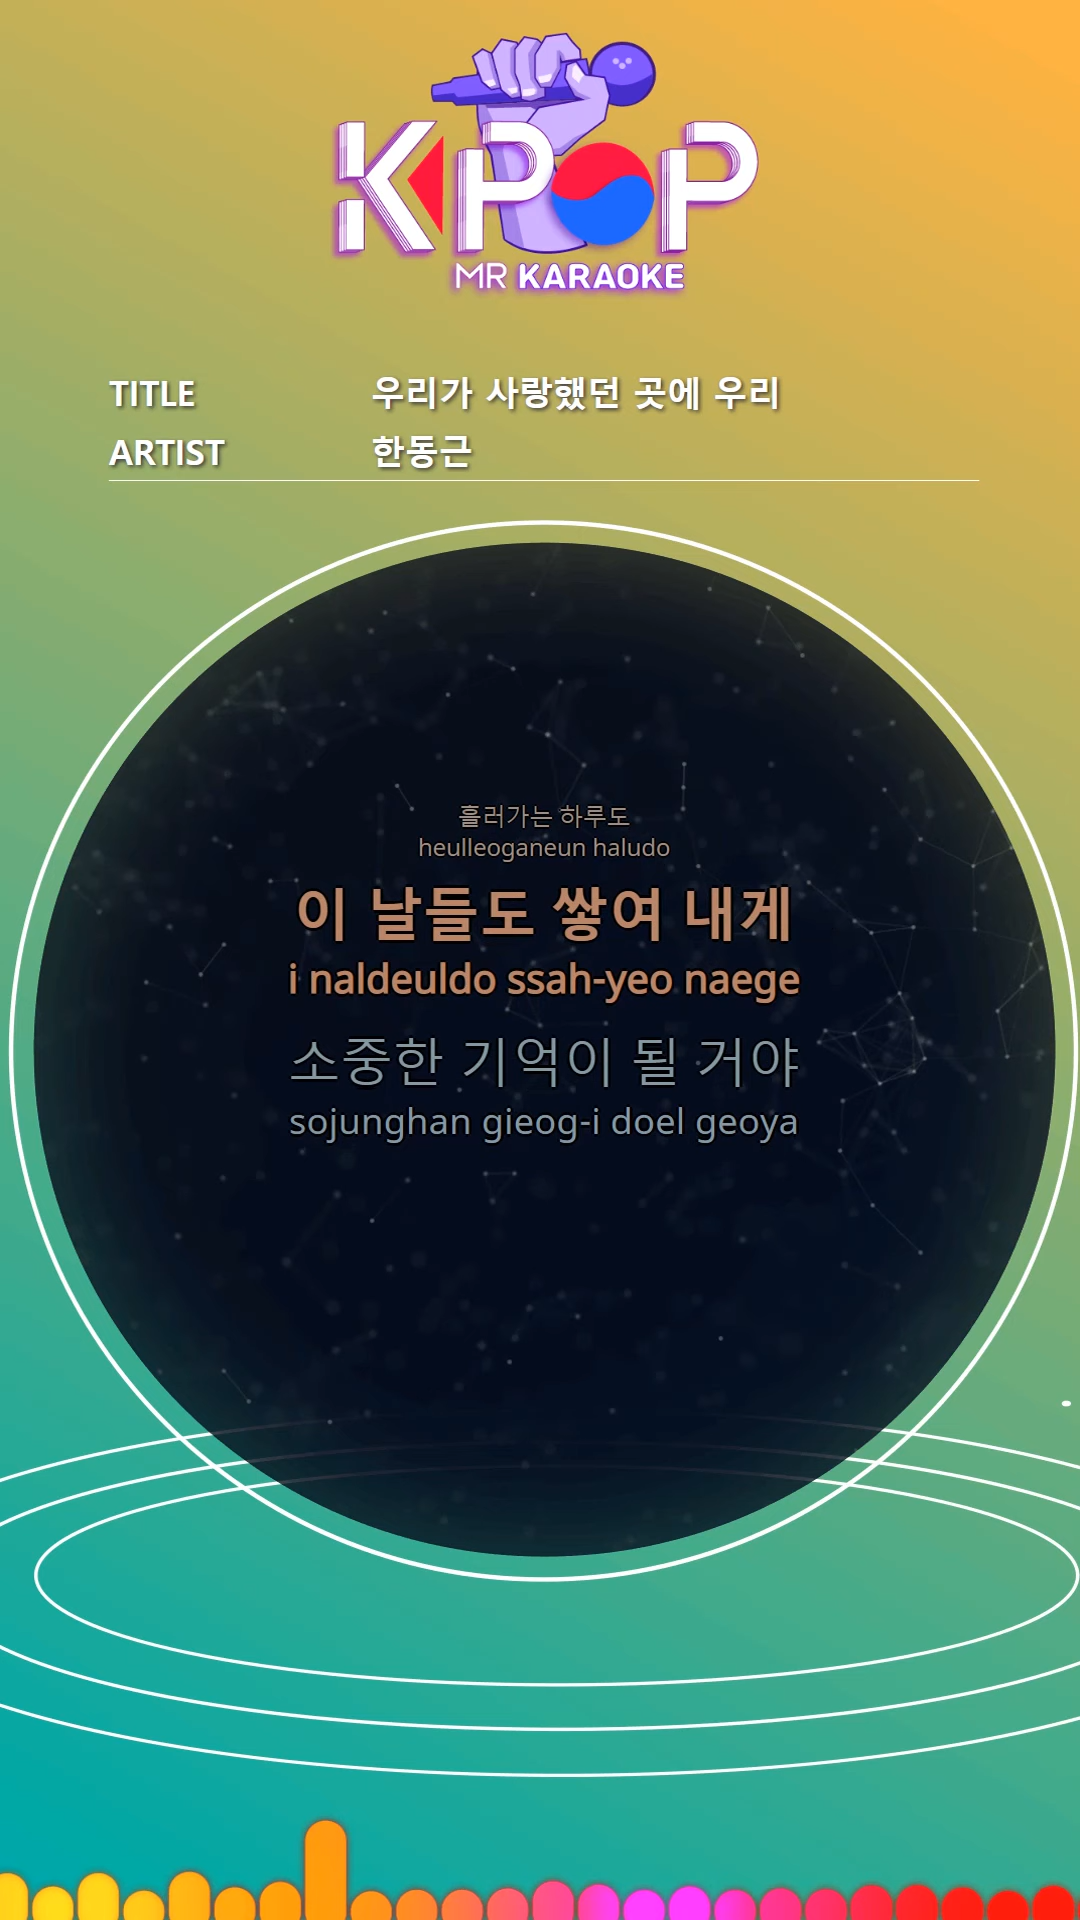 KPOP
MR KARAOKE
TITLE 우리가 사랑했던 곳에 우리
ARTIST 한동근
흘러가는 하루도
heulleoganeun haludo
이 날들도 쌓여 내게
i naldeuldo ssah-yeo naege
소중한 기억이 될 거야
sojunghan gieog-i doel geoya